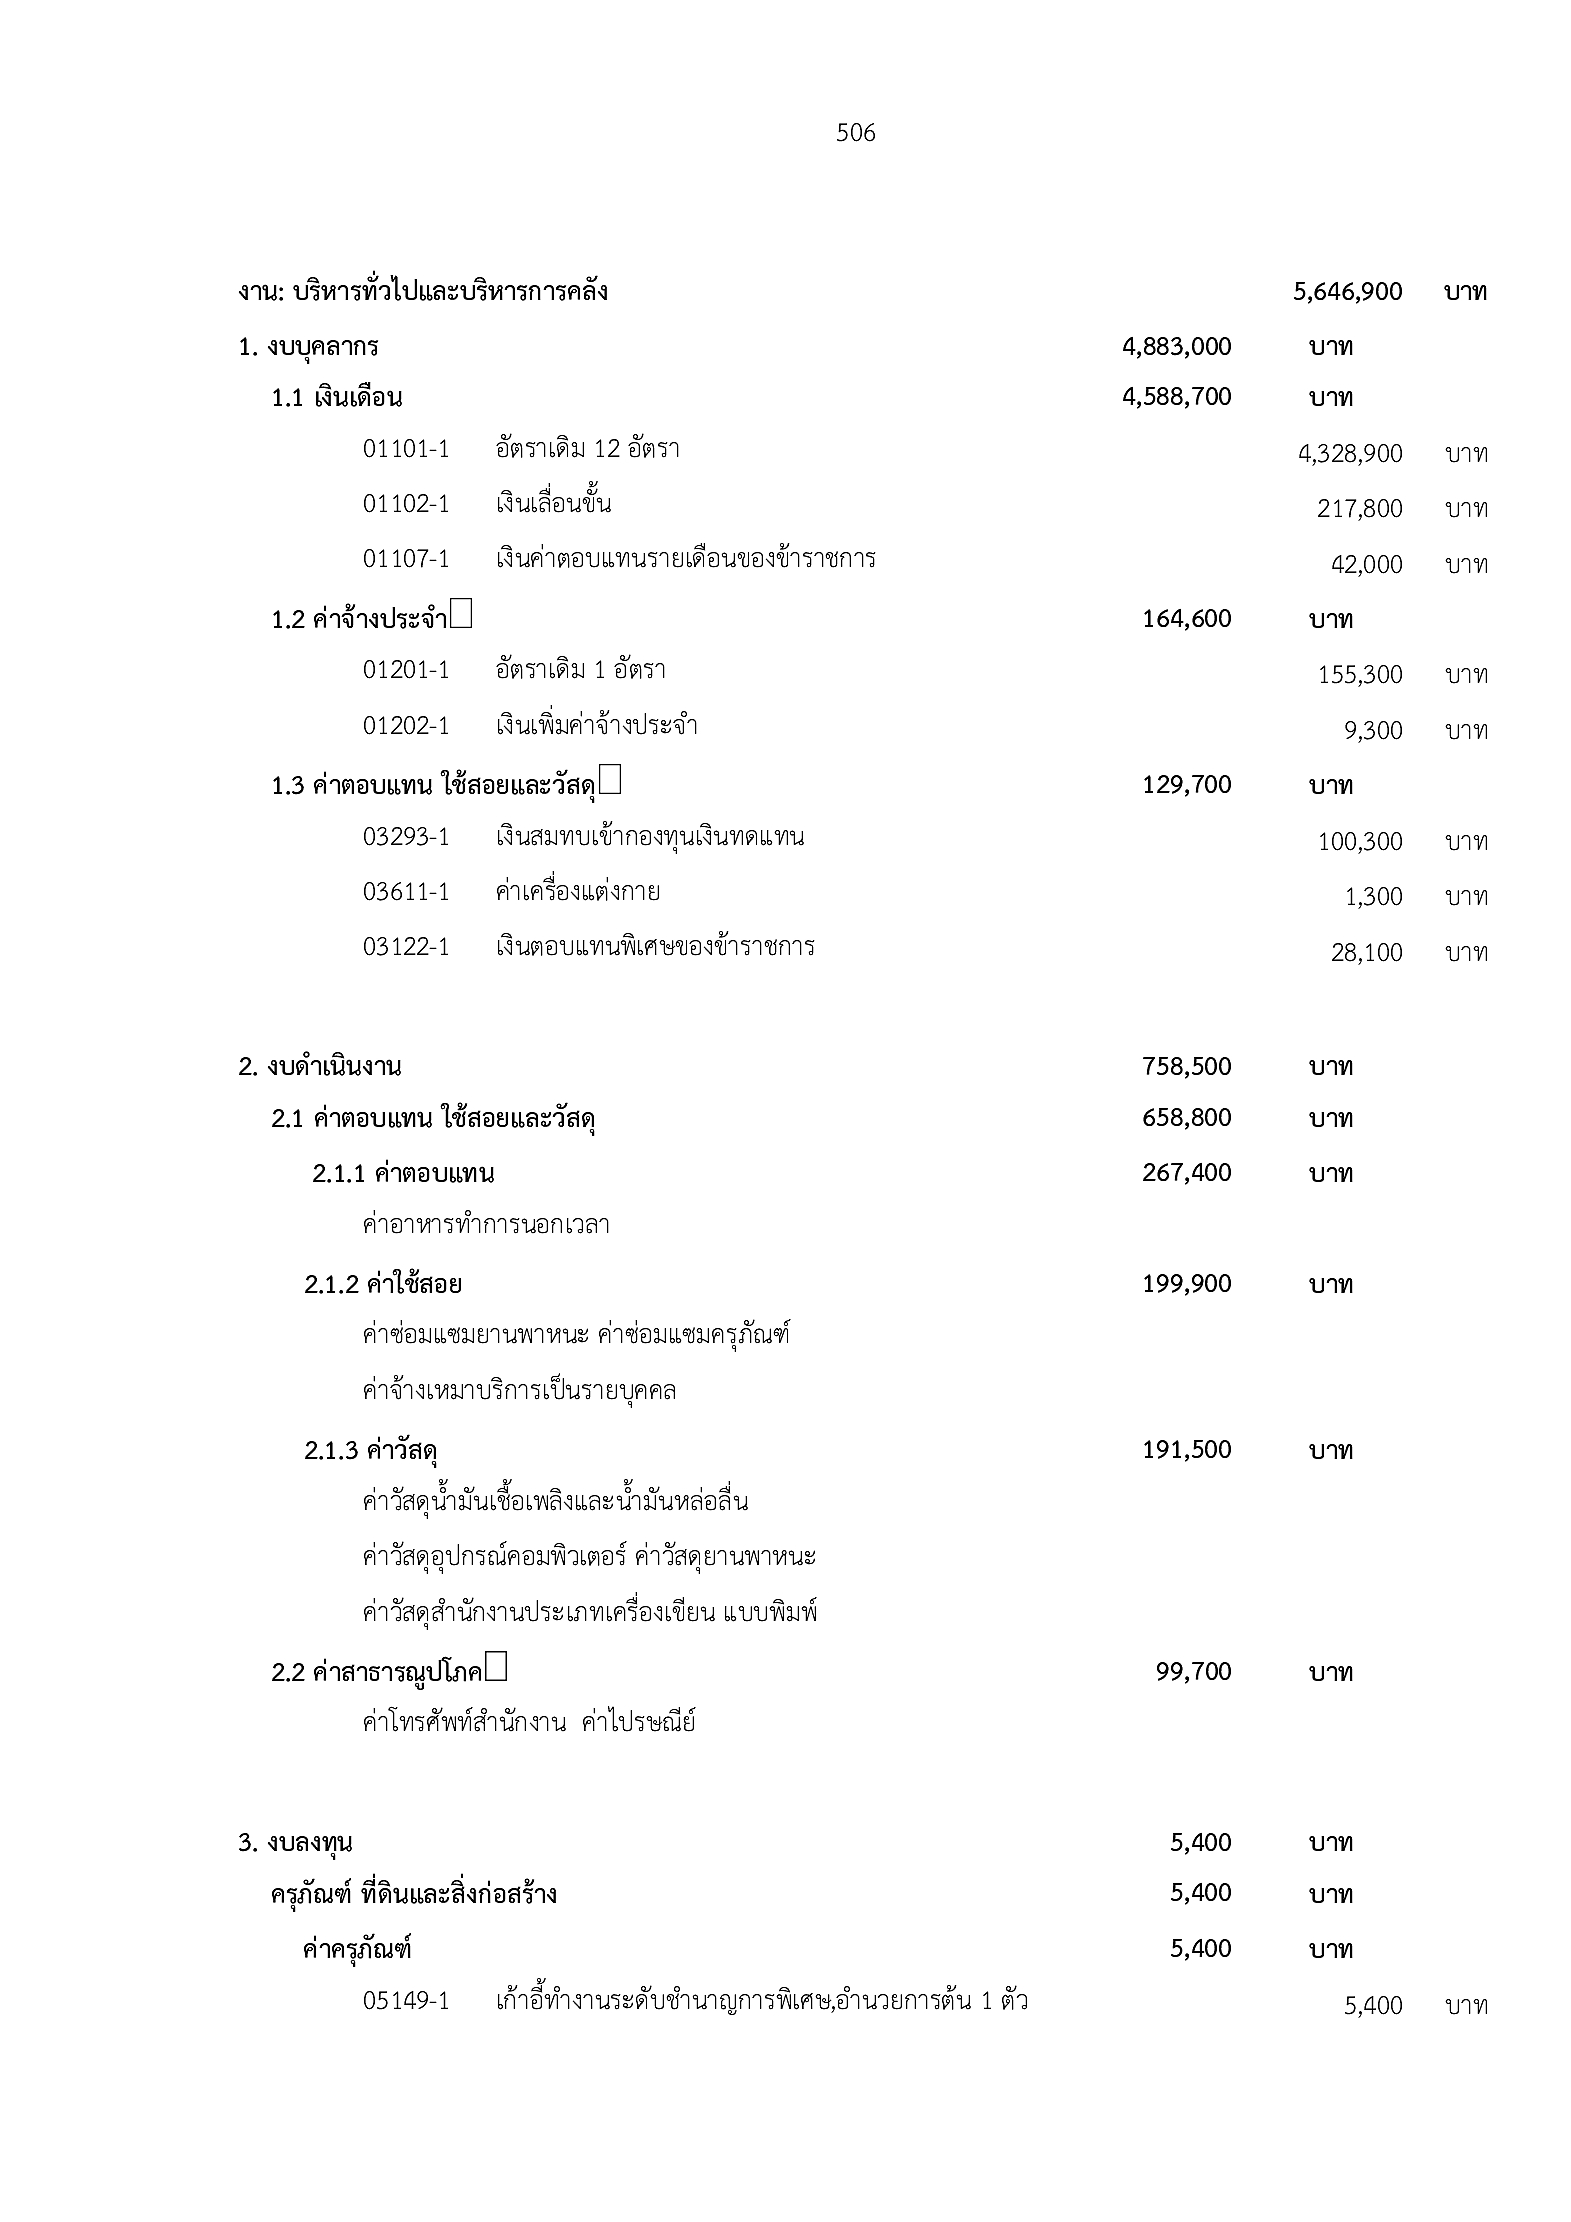 506
งาน: บริหารทั่วไปและบริหารการคลัง 5,646,900 บาท
1. งบบุคลากร 4,883,000 บาท
1.1 เงินเดือน 4,588,700 บาท
01101-1 อัตราเดิม 12 อัตรา 4,328,900 บาท
01102-1 เงินเลื่อนขั้น 217,800 บาท
01107-1 เงินค่าตอบแทนรายเดือนของข้าราชการ 42,000 บาท
1.2 ค่าจ้างประจำ 164,600 บาท
01201-1 อัตราเดิม 1 อัตรา 155,300 บาท
01202-1 เงินเพิ่มค่าจ้างประจำ 9,300 บาท
1.3 ค่าตอบแทน ใช้สอยและวัสดุ 129,700 บาท
03293-1 เงินสมทบเข้ากองทุนเงินทดแทน 100,300 บาท
03611-1 ค่าเครื่องแต่งกาย 1,300 บาท
03122-1 เงินตอบแทนพิเศษของข้าราชการ 28,100 บาท
2. งบดำเนินงาน 758,500 บาท
2.1 ค่าตอบแทน ใช้สอยและวัสดุ 658,800 บาท
2.1.1 ค่าตอบแทน 267,400 บาท
ค่าอาหารทำการนอกเวลา
2.1.2 ค่าใช้สอย 199,900 บาท
ค่าซ่อมแซมยานพาหนะ ค่าซ่อมแซมครุภัณฑ์
ค่าจ้างเหมาบริการเป็นรายบุคคล
2.1.3 ค่าวัสดุ 191,500 บาท
ค่าวัสดุน้ำมันเชื้อเพลิงและน้ำมันหล่อลื่น
ค่าวัสดุอุปกรณ์คอมพิวเตอร์ ค่าวัสดุยานพาหนะ
ค่าวัสดุสำนักงานประเภทเครื่องเขียน แบบพิมพ์
2.2 ค่าสาธารณูปโภค 99,700 บาท
ค่าโทรศัพท์สำนักงาน ค่าไปรษณีย์
3. งบลงทุน 5,400 บาท
ครุภัณฑ์ ที่ดินและสิ่งก่อสร้าง 5,400 บาท
ค่าครุภัณฑ์ 5,400 บาท
05149-1 เก้าอี้ทำงานระดับชำนาญการพิเศษ,อำนวยการต้น 1 ตัว 5,400 บาท